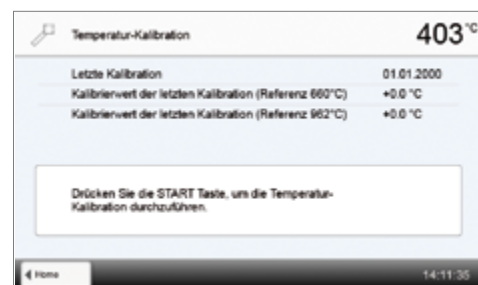 Temperatur-Kalibration 403°C
Letzte Kalibration 01.01.2000
Kalibrierwert der letzten Kalibration (Referenz 660°C) +0.0 °C
Kalibrierwert der letzten Kalibration (Referenz 962°C) +0.0 °C
Drücken Sie die START Taste, um die Temperatur-
Kalibration durchzuführen.
Home 14:11:35